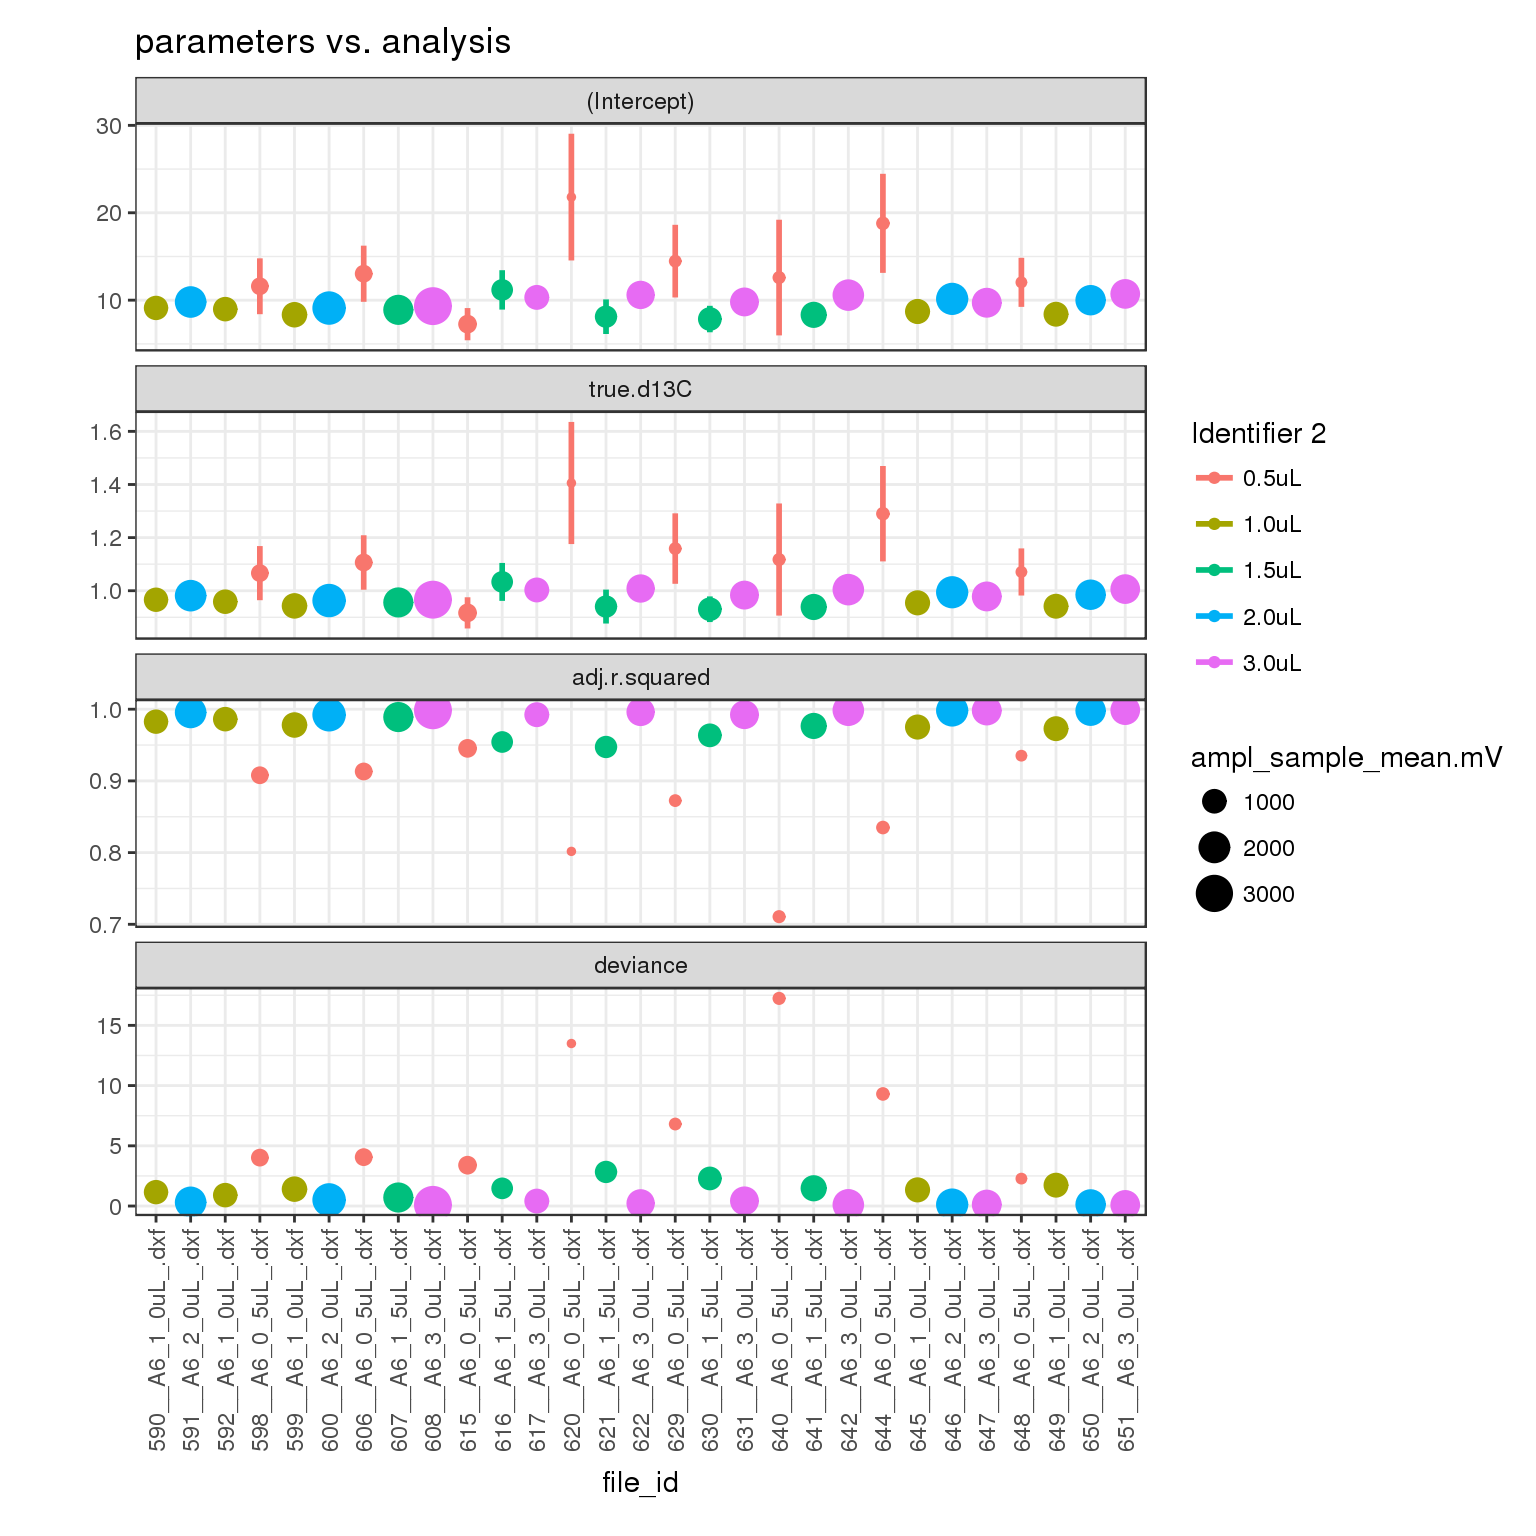 parameters vs. analysis
(Intercept)
30
20
10
true.d13C
1.6
1.4
1.2
1.0
adj.r.squared
1.0
0.9
0.8
0.7
deviance
15
10
5
0
590__A6_1_0uL_.dxf
591__A6_2_0uL_.dxf
592__A6_1_0uL_.dxf
598__A6_0_5uL_.dxf
599__A6_1_0uL_.dxf
600__A6_2_0uL_.dxf
606__A6_0_5uL_.dxf
607__A6_1_5uL_.dxf
608__A6_3_0uL_.dxf
615__A6_0_5uL_.dxf
616__A6_1_5uL_.dxf
617__A6_3_0uL_.dxf
620__A6_0_5uL_.dxf
621__A6_1_5uL_.dxf
622__A6_3_0uL_.dxf
629__A6_0_5uL_.dxf
630__A6_1_5uL_.dxf
631__A6_3_0uL_.dxf
640__A6_0_5uL_.dxf
641__A6_1_5uL_.dxf
642__A6_3_0uL_.dxf
644__A6_0_5uL_.dxf
645__A6_1_0uL_.dxf
646__A6_2_0uL_.dxf
647__A6_3_0uL_.dxf
648__A6_0_5uL_.dxf
649__A6_1_0uL_.dxf
650__A6_2_0uL_.dxf
651__A6_3_0uL_.dxf
file_id
Identifier 2
0.5uL
1.0uL
1.5uL
2.0uL
3.0uL
ampl_sample_mean.mV
1000
2000
3000